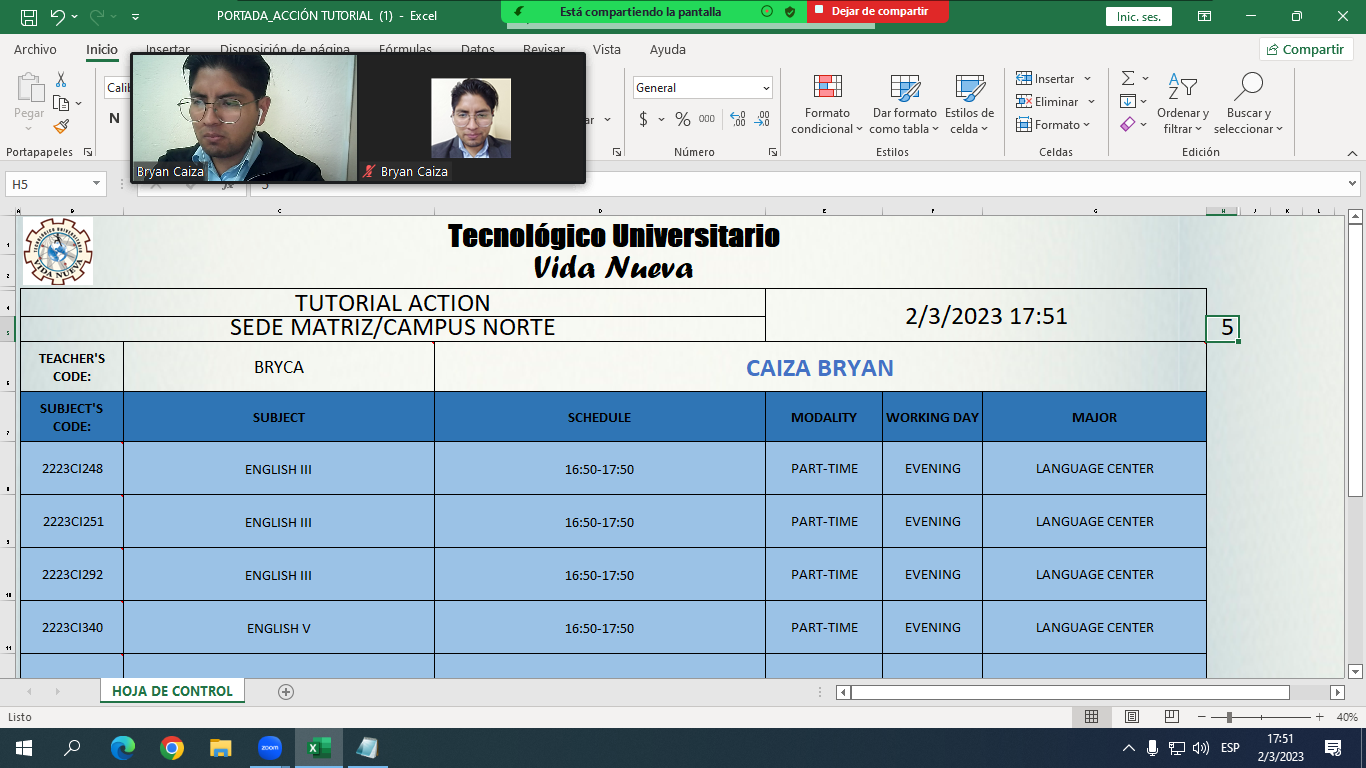 PORTADA_ACCIÓN TUTORIAL (1) - Excel
Está compartiendo la pantalla
Dejar de compartir
Inic. ses.
Archivo Inicio Insertar Disposición de página Fórmulas Datos Revisar Vista Ayuda
Compartir
Pegar
Portapapeles
Calib
N
Bryan Caiza
Bryan Caiza
General
$ % 000
Número
Formato condicional
Dar formato como tabla
Estilos de celda
Estilos
Insertar
Eliminar
Formato
Celdas
Ordenar y filtrar
Buscar y seleccionar
Edición
H5
5
Tecnológico Universitario
Vida Nueva
TECNOLÓGICO UNIVERSITARIO
VIDA NUEVA
TUTORIAL ACTION
SEDE MATRIZ/CAMPUS NORTE
2/3/2023 17:51
5
TEACHER'S CODE: BRYCA CAIZA BRYAN
SUBJECT'S CODE: SUBJECT SCHEDULE MODALITY WORKING DAY MAJOR
2223CI248 ENGLISH III 16:50-17:50 PART-TIME EVENING LANGUAGE CENTER
2223CI251 ENGLISH III 16:50-17:50 PART-TIME EVENING LANGUAGE CENTER
2223CI292 ENGLISH III 16:50-17:50 PART-TIME EVENING LANGUAGE CENTER
2223CI340 ENGLISH V 16:50-17:50 PART-TIME EVENING LANGUAGE CENTER
HOJA DE CONTROL
Listo
40%
zoom
ESP
17:51
2/3/2023